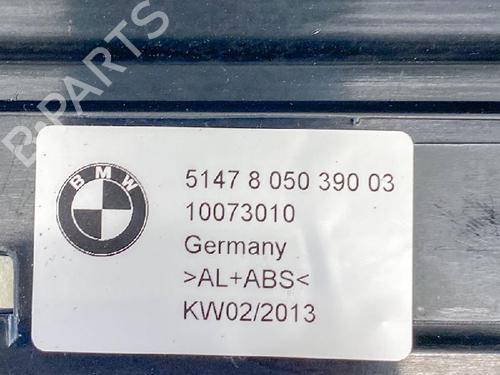 B-PARTS
BMW
5147 8 050 390 03
10073010
Germany
>AL+ABS<
KW02/2013